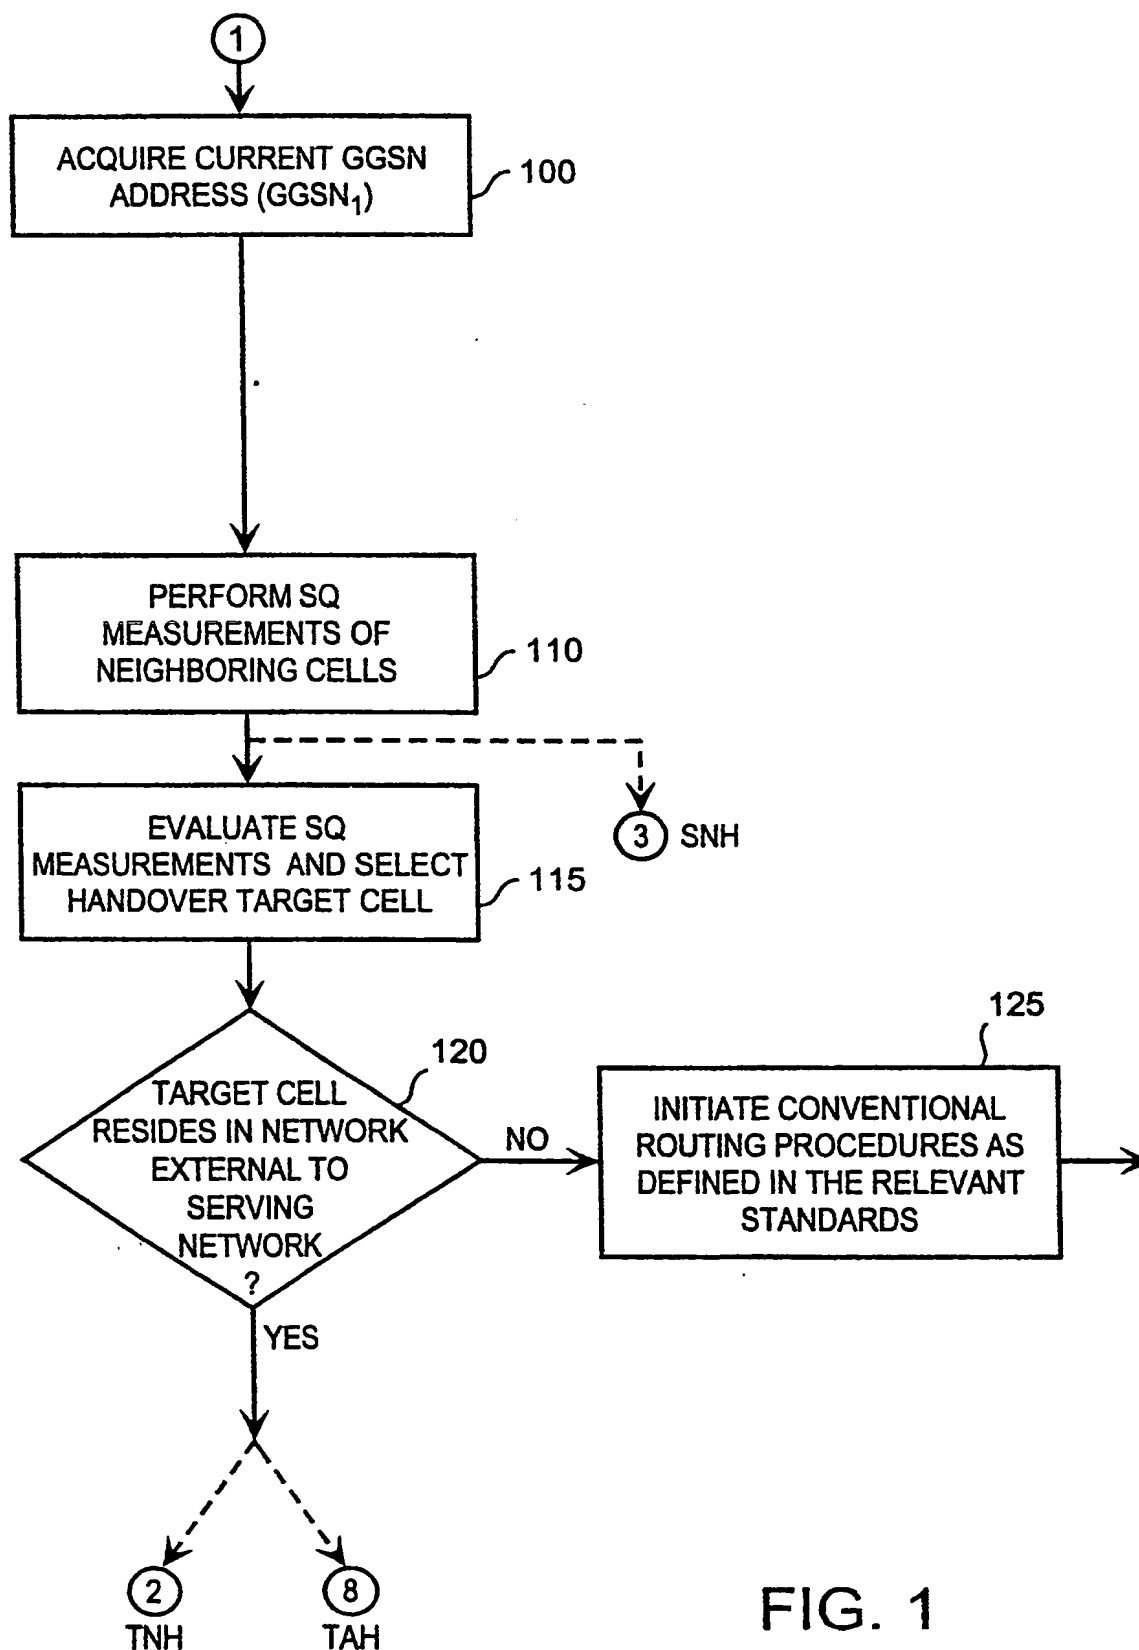 1
ACQUIRE CURRENT GGSN
ADDRESS (GGSN1)
100
PERFORM SQ
MEASUREMENTS OF
NEIGHBORING CELLS
110
EVALUATE SQ
MEASUREMENTS AND SELECT
HANDOVER TARGET CELL
115
3 SNH
120
TARGET CELL
RESIDES IN NETWORK
EXTERNAL TO
SERVING
NETWORK
?
NO
125
INITIATE CONVENTIONAL
ROUTING PROCEDURES AS
DEFINED IN THE RELEVANT
STANDARDS
YES
2
TNH
8
TAH
FIG. 1